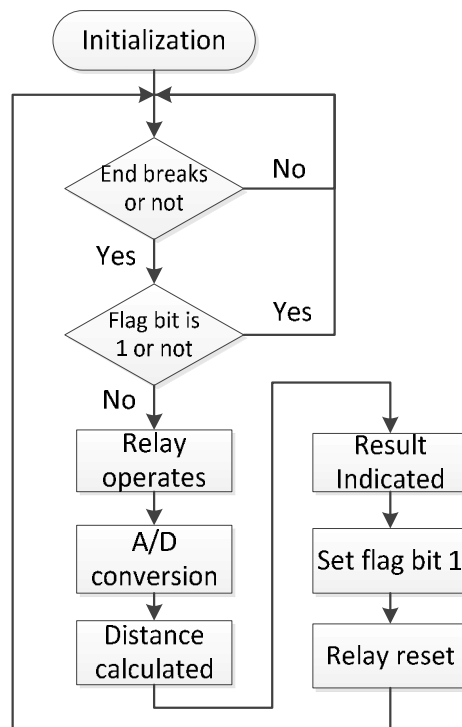 Initialization
End breaks
or not
No
Yes
Flag bit is
1 or not
Yes
No
Relay
operates
A/D
conversion
Distance
calculated
Result
Indicated
Set flag bit 1
Relay reset